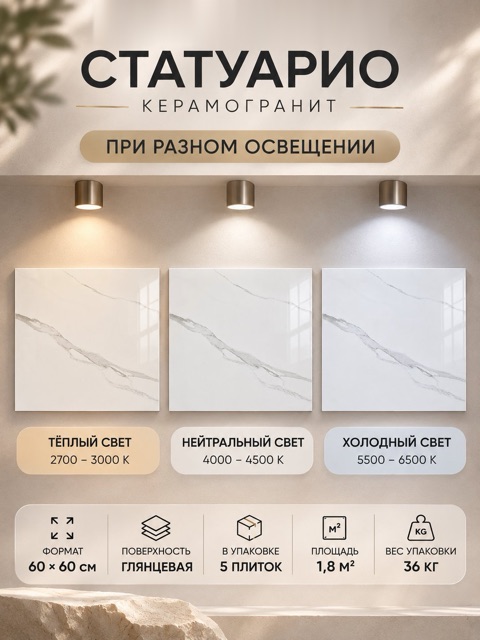 СТАТУАРИО
КЕРАМОГРАНИТ
ПРИ РАЗНОМ ОСВЕЩЕНИИ
ТЁПЛЫЙ СВЕТ
2700 – 3000 К
НЕЙТРАЛЬНЫЙ СВЕТ
4000 – 4500 К
ХОЛОДНЫЙ СВЕТ
5500 – 6500 К
ФОРМАТ
60 × 60 см
ПОВЕРХНОСТЬ
ГЛЯНЦЕВАЯ
В УПАКОВКЕ
5 ПЛИТОК
М²
ПЛОЩАДЬ
1,8 М²
KG
ВЕС УПАКОВКИ
36 КГ